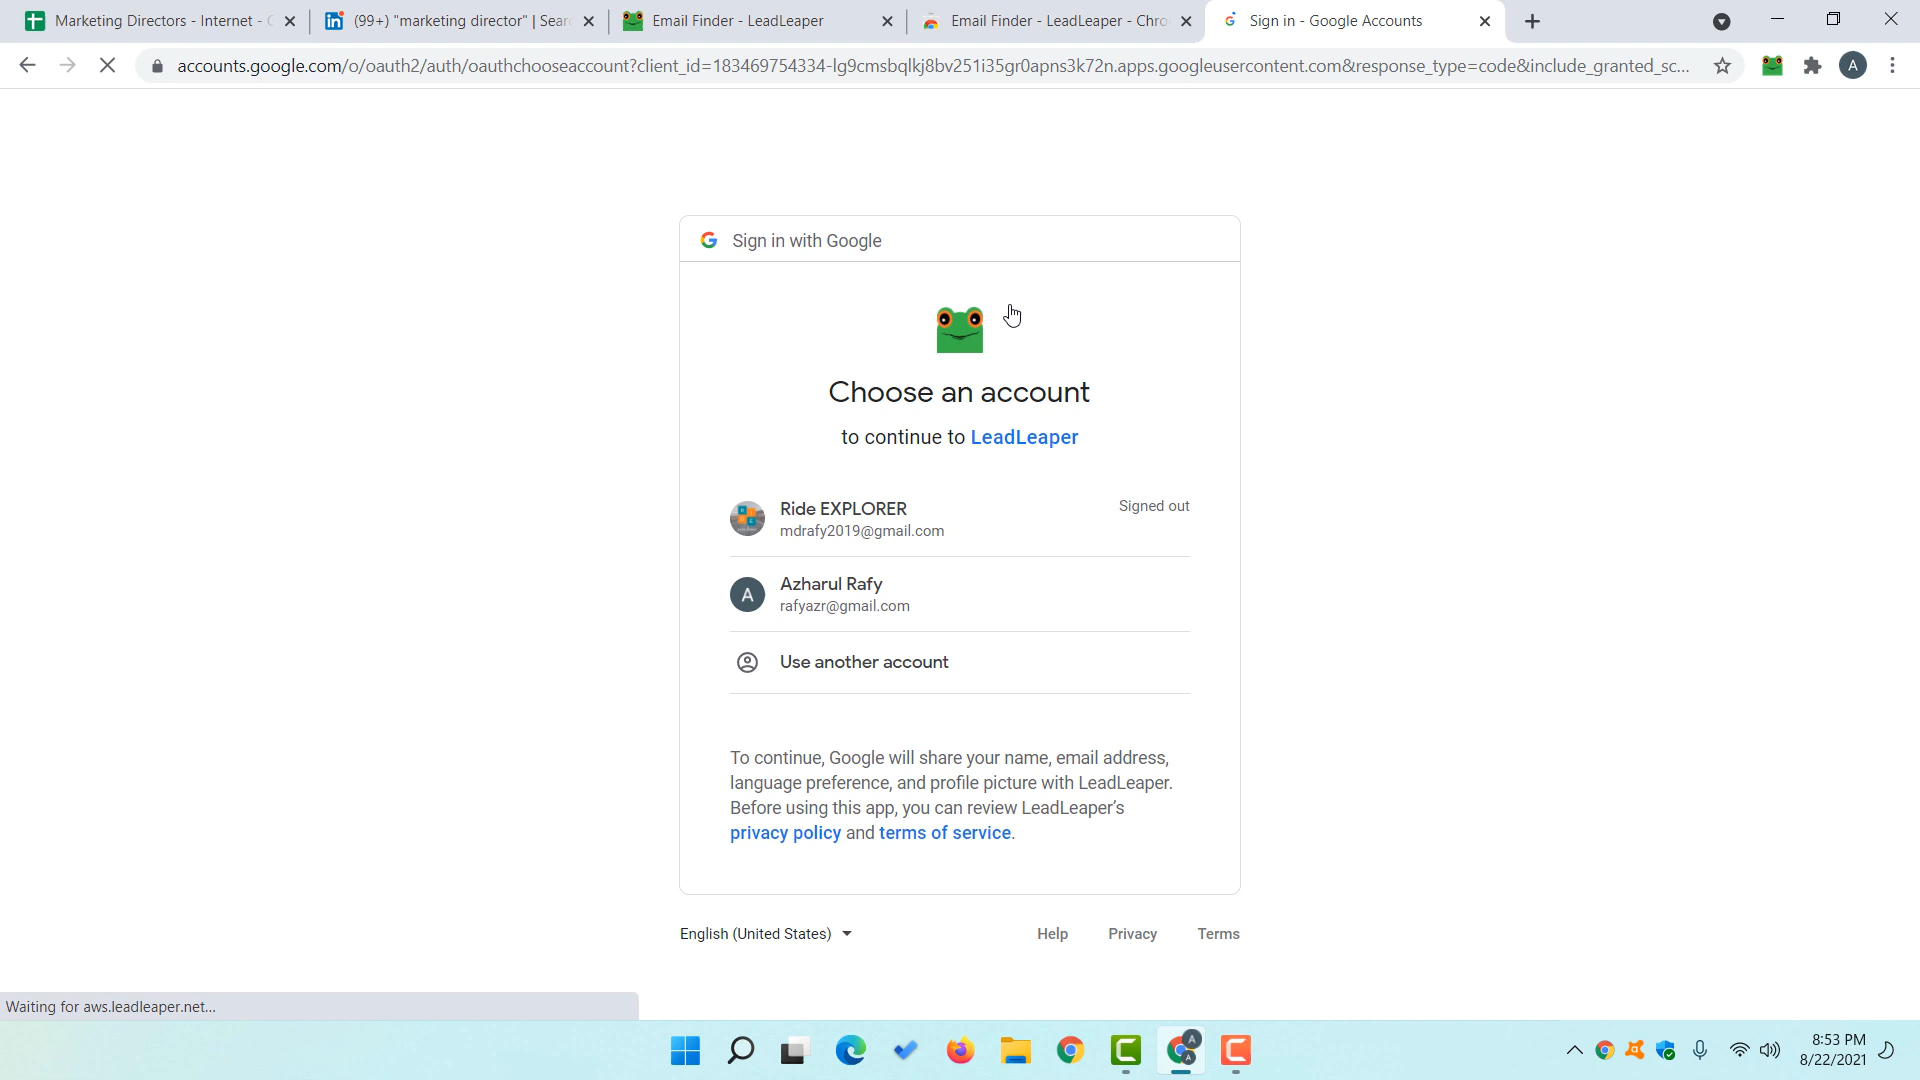 Marketing Directors - Internet - G
(99+) "marketing director" | Searc
Email Finder - LeadLeaper
Email Finder - LeadLeaper - Chro
Sign in - Google Accounts
accounts.google.com/o/oauth2/auth/oauthchooseaccount?client_id=183469754334-lg9cmsbqlkj8bv251i35gr0apns3k72n.apps.googleusercontent.com&response_type=code&include_granted_sc...
A
Sign in with Google
Choose an account
to continue to LeadLeaper
Ride EXPLORER
Signed out
mdrafy2019@gmail.com
A
Azharul Rafy
rafyazr@gmail.com
Use another account
To continue, Google will share your name, email address,
language preference, and profile picture with LeadLeaper.
Before using this app, you can review LeadLeaper's
privacy policy and terms of service.
English (United States)
Help
Privacy
Terms
Waiting for aws.leadleaper.net...
8:53 PM
8/22/2021